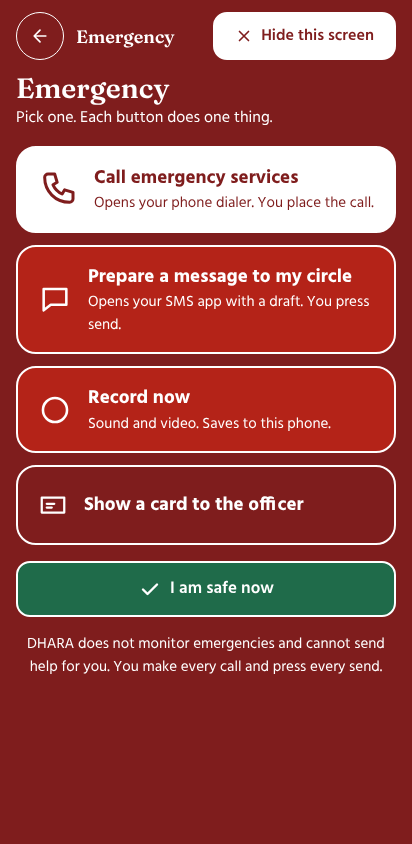 Emergency
Hide this screen
Emergency
Pick one. Each button does one thing.
Call emergency services
Opens your phone dialer. You place the call.
Prepare a message to my circle
Opens your SMS app with a draft. You press
send.
Record now
Sound and video. Saves to this phone.
Show a card to the officer
I am safe now
DHARA does not monitor emergencies and cannot send
help for you. You make every call and press every send.